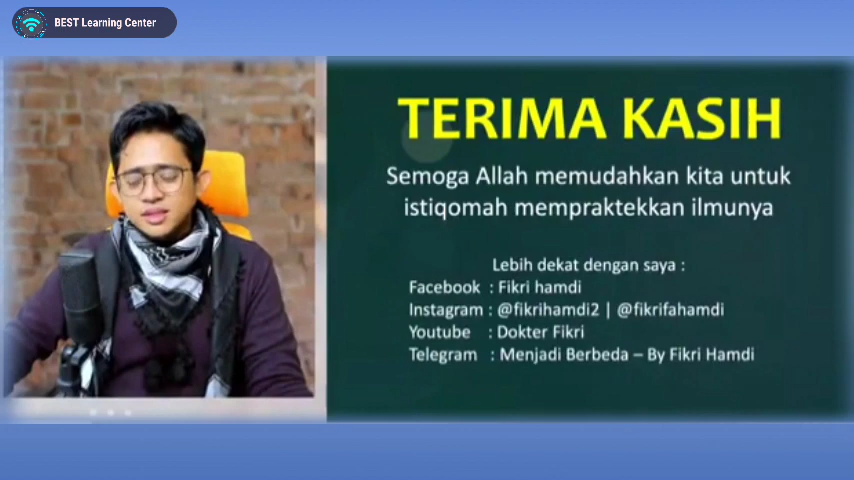 BEST Learning Center
TERIMA KASIH
Semoga Allah memudahkan kita untuk
istiqomah mempraktekkan ilmunya
Lebih dekat dengan saya :
Facebook : Fikri hamdi
Instagram : @fikrihamdi2 | @fikrifahamdi
Youtube : Dokter Fikri
Telegram : Menjadi Berbeda – By Fikri Hamdi